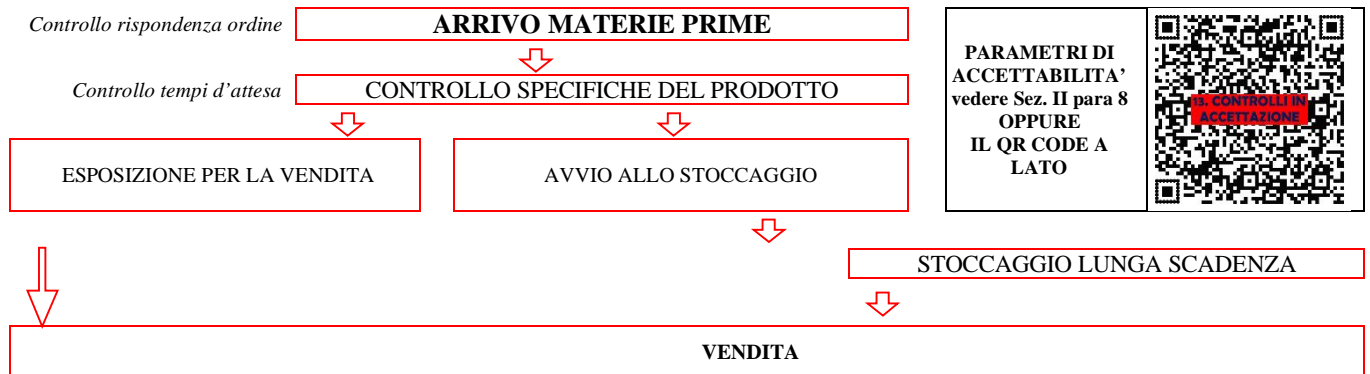 Controllo rispondenza ordine
ARRIVO MATERIE PRIME
Controllo tempi d'attesa
CONTROLLO SPECIFICHE DEL PRODOTTO
PARAMETRI DI
ACCETTABILITA'
vedere Sez. II para 8
OPPURE
IL QR CODE A
LATO
13. CONTROLLI IN
ACCETTAZIONE
ESPOSIZIONE PER LA VENDITA
AVVIO ALLO STOCCAGGIO
STOCCAGGIO LUNGA SCADENZA
VENDITA